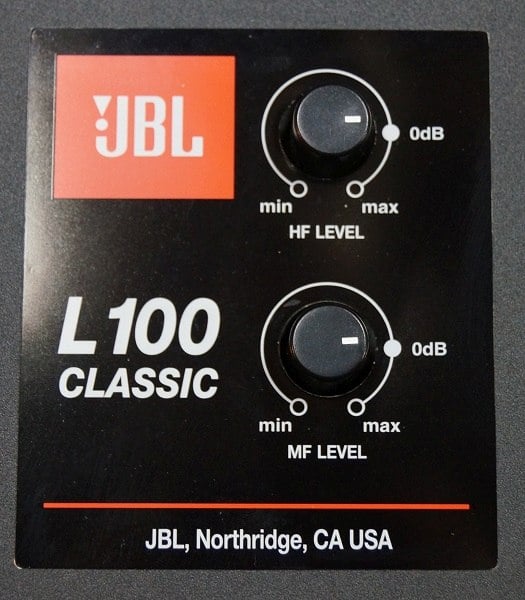 JBL
0dB
min max
HF LEVEL
L100
CLASSIC
0dB
min max
MF LEVEL
JBL, Northridge, CA USA